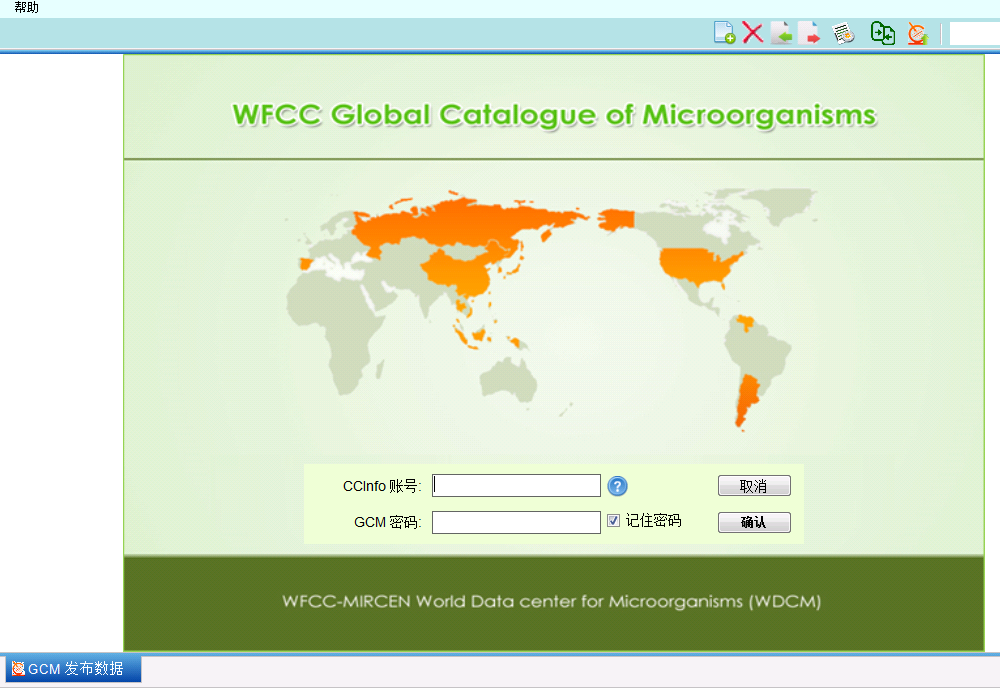 帮助
WFCC Global Catalogue of Microorganisms
CCInfo 账号:
?
取消
GCM 密码:
记住密码
确认
WFCC-MIRCEN World Data center for Microorganisms (WDCM)
GCM 发布数据